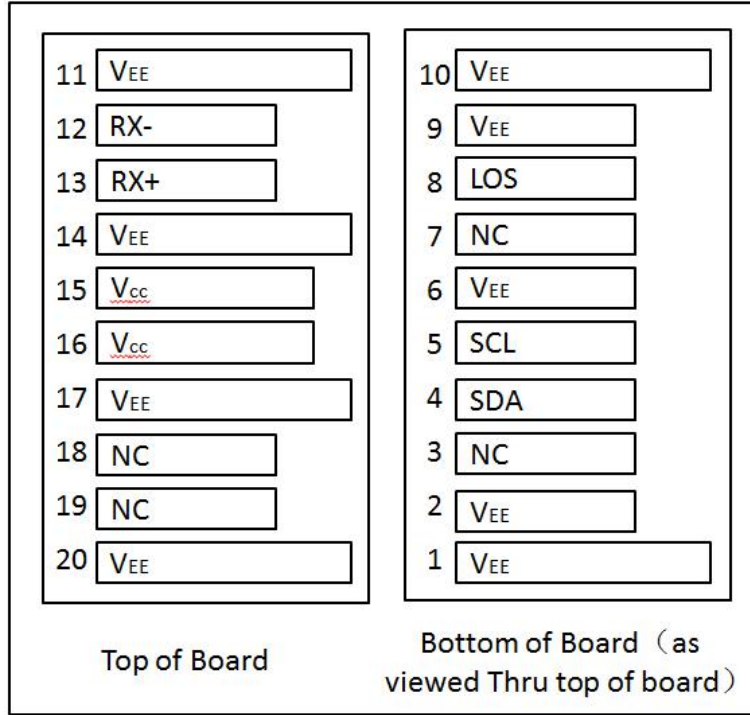 11 VEE
12 RX-
13 RX+
14 VEE
15 Vcc
16 Vcc
17 VEE
18 NC
19 NC
20 VEE
Top of Board
10 VEE
9 VEE
8 LOS
7 NC
6 VEE
5 SCL
4 SDA
3 NC
2 VEE
1 VEE
Bottom of Board（as
viewed Thru top of board）